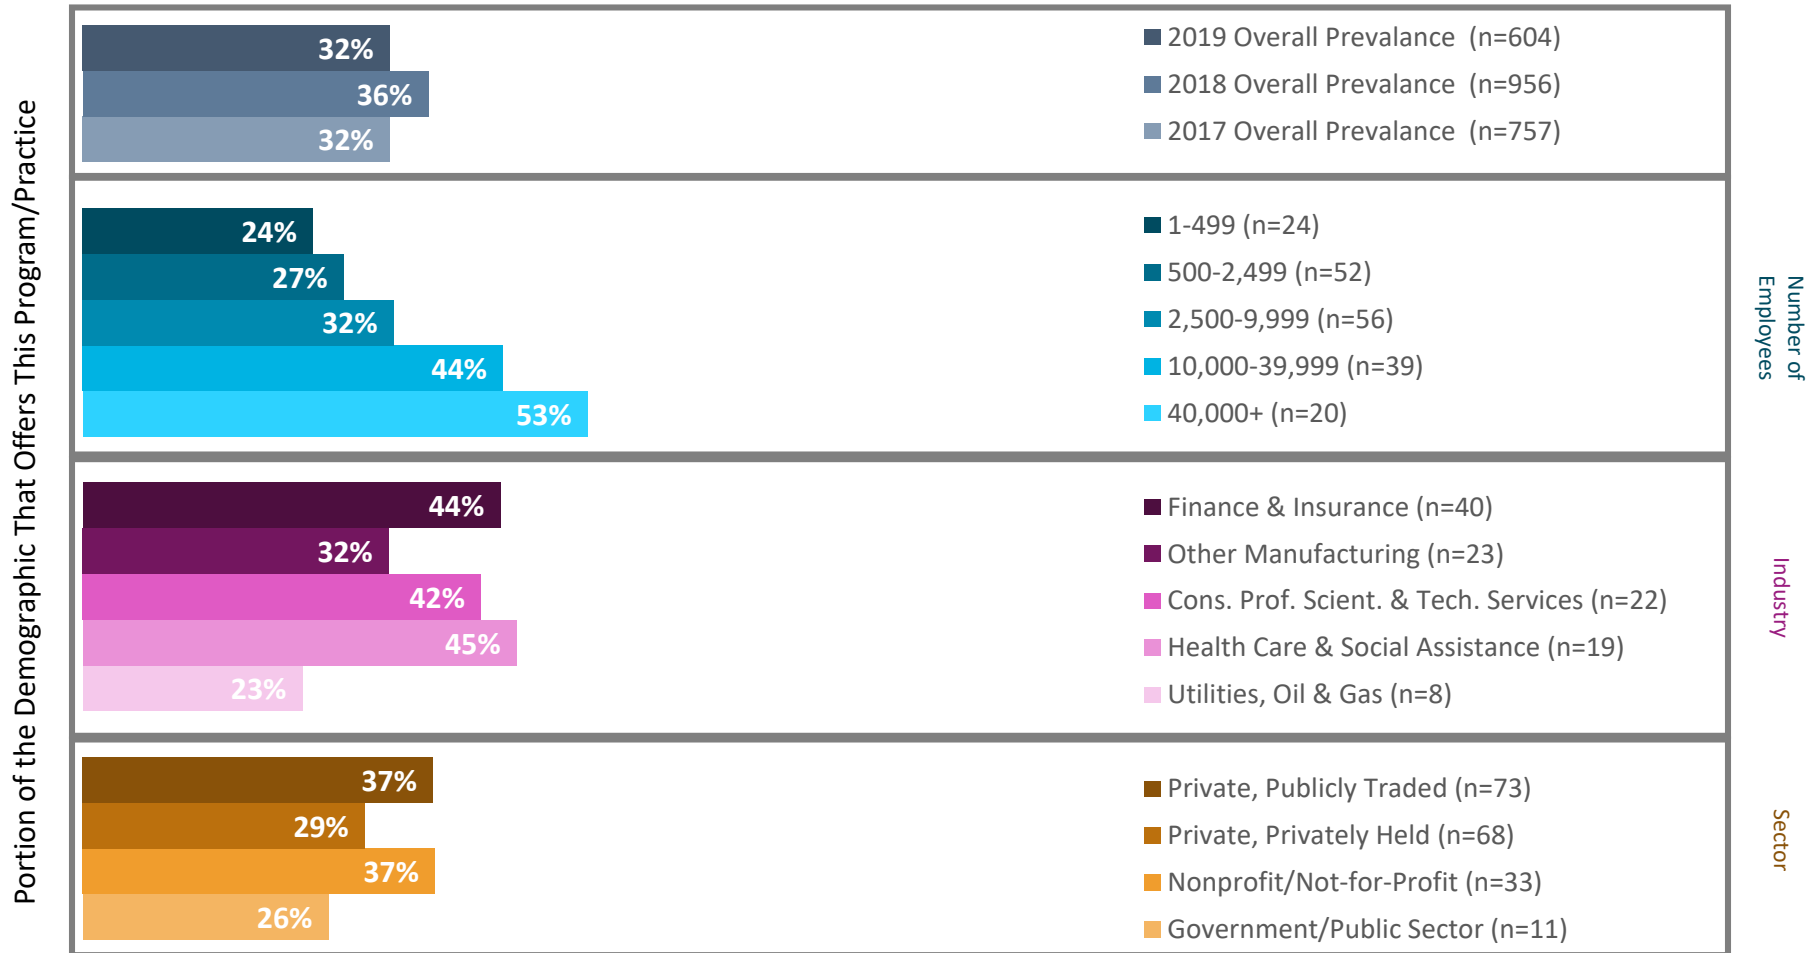 Portion of the Demographic That Offers This Program/Practice
32%
36%
32%
2019 Overall Prevalance (n=604)
2018 Overall Prevalance (n=956)
2017 Overall Prevalance (n=757)
24%
27%
32%
44%
53%
1-499 (n=24)
500-2,499 (n=52)
2,500-9,999 (n=56)
10,000-39,999 (n=39)
40,000+ (n=20)
Number of
Employees
44%
32%
42%
45%
23%
Finance & Insurance (n=40)
Other Manufacturing (n=23)
Cons. Prof. Scient. & Tech. Services (n=22)
Health Care & Social Assistance (n=19)
Utilities, Oil & Gas (n=8)
Industry
37%
29%
37%
26%
Private, Publicly Traded (n=73)
Private, Privately Held (n=68)
Nonprofit/Not-for-Profit (n=33)
Government/Public Sector (n=11)
Sector